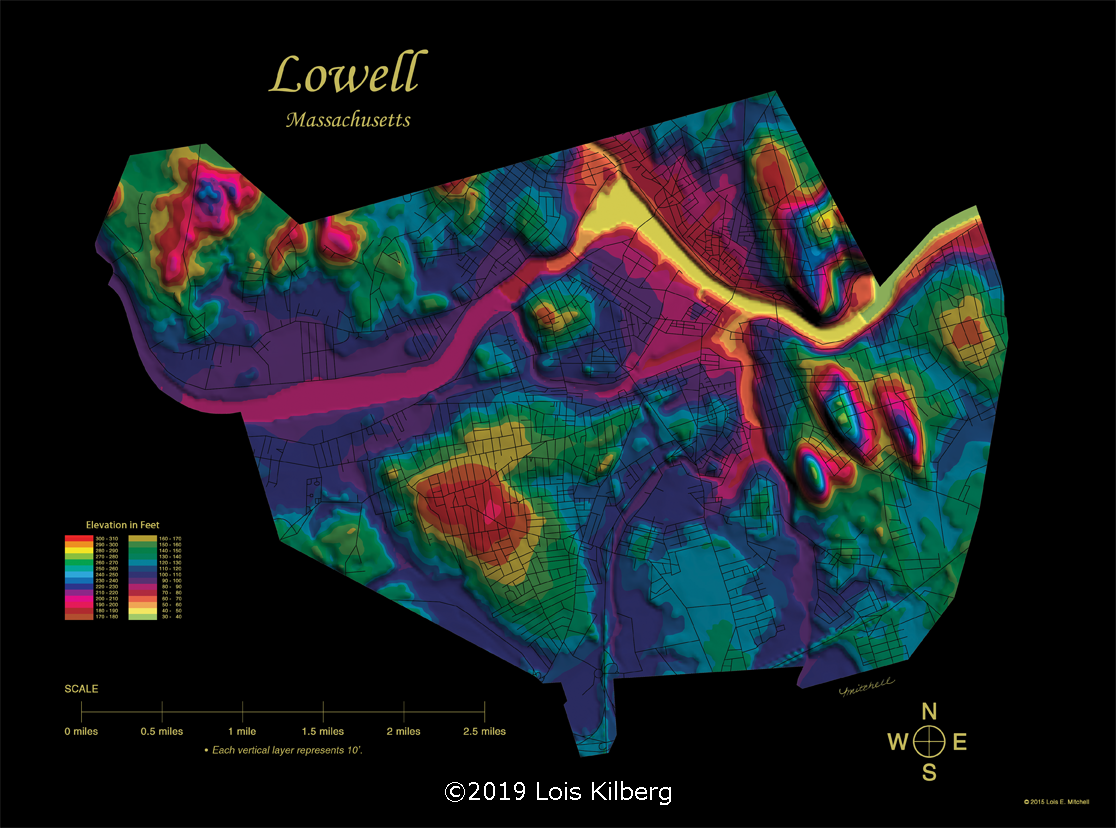 Lowell
Massachusetts
Elevation in Feet
300 - 310
290 - 300
280 - 290
270 - 280
260 - 270
250 - 260
240 - 250
230 - 240
220 - 230
210 - 220
200 - 210
190 - 200
180 - 190
170 - 180
160 - 170
150 - 160
140 - 150
130 - 140
120 - 130
110 - 120
100 - 110
90 - 100
80 - 90
70 - 80
60 - 70
50 - 60
40 - 50
30 - 40
SCALE
0 miles 0.5 miles 1 mile 1.5 miles 2 miles 2.5 miles
• Each vertical layer represents 10'.
lmitchell
N
W E
S
©2019 Lois Kilberg
© 2015 Lois E. Mitchell